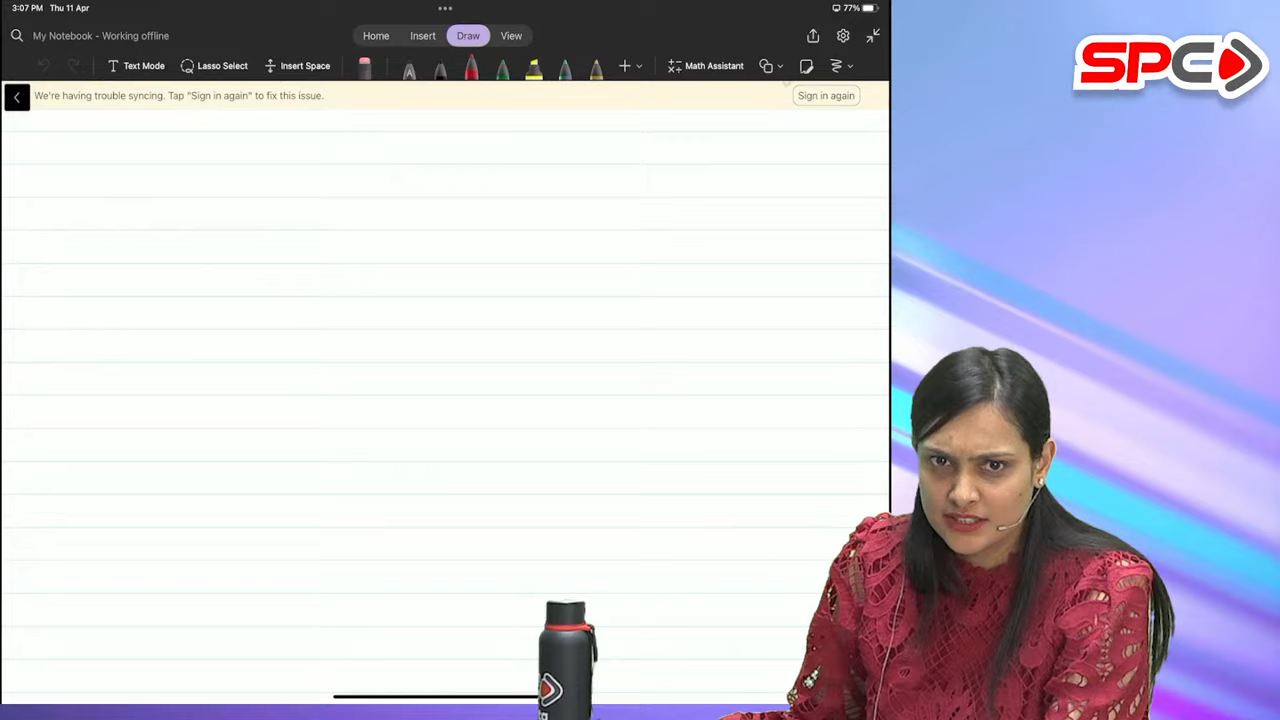 3:07 PM Thu 11 Apr 77%
My Notebook - Working offline Home Insert Draw View
Text Mode Lasso Select Insert Space Math Assistant
We're having trouble syncing. Tap "Sign in again" to fix this issue. Sign in again
SPC